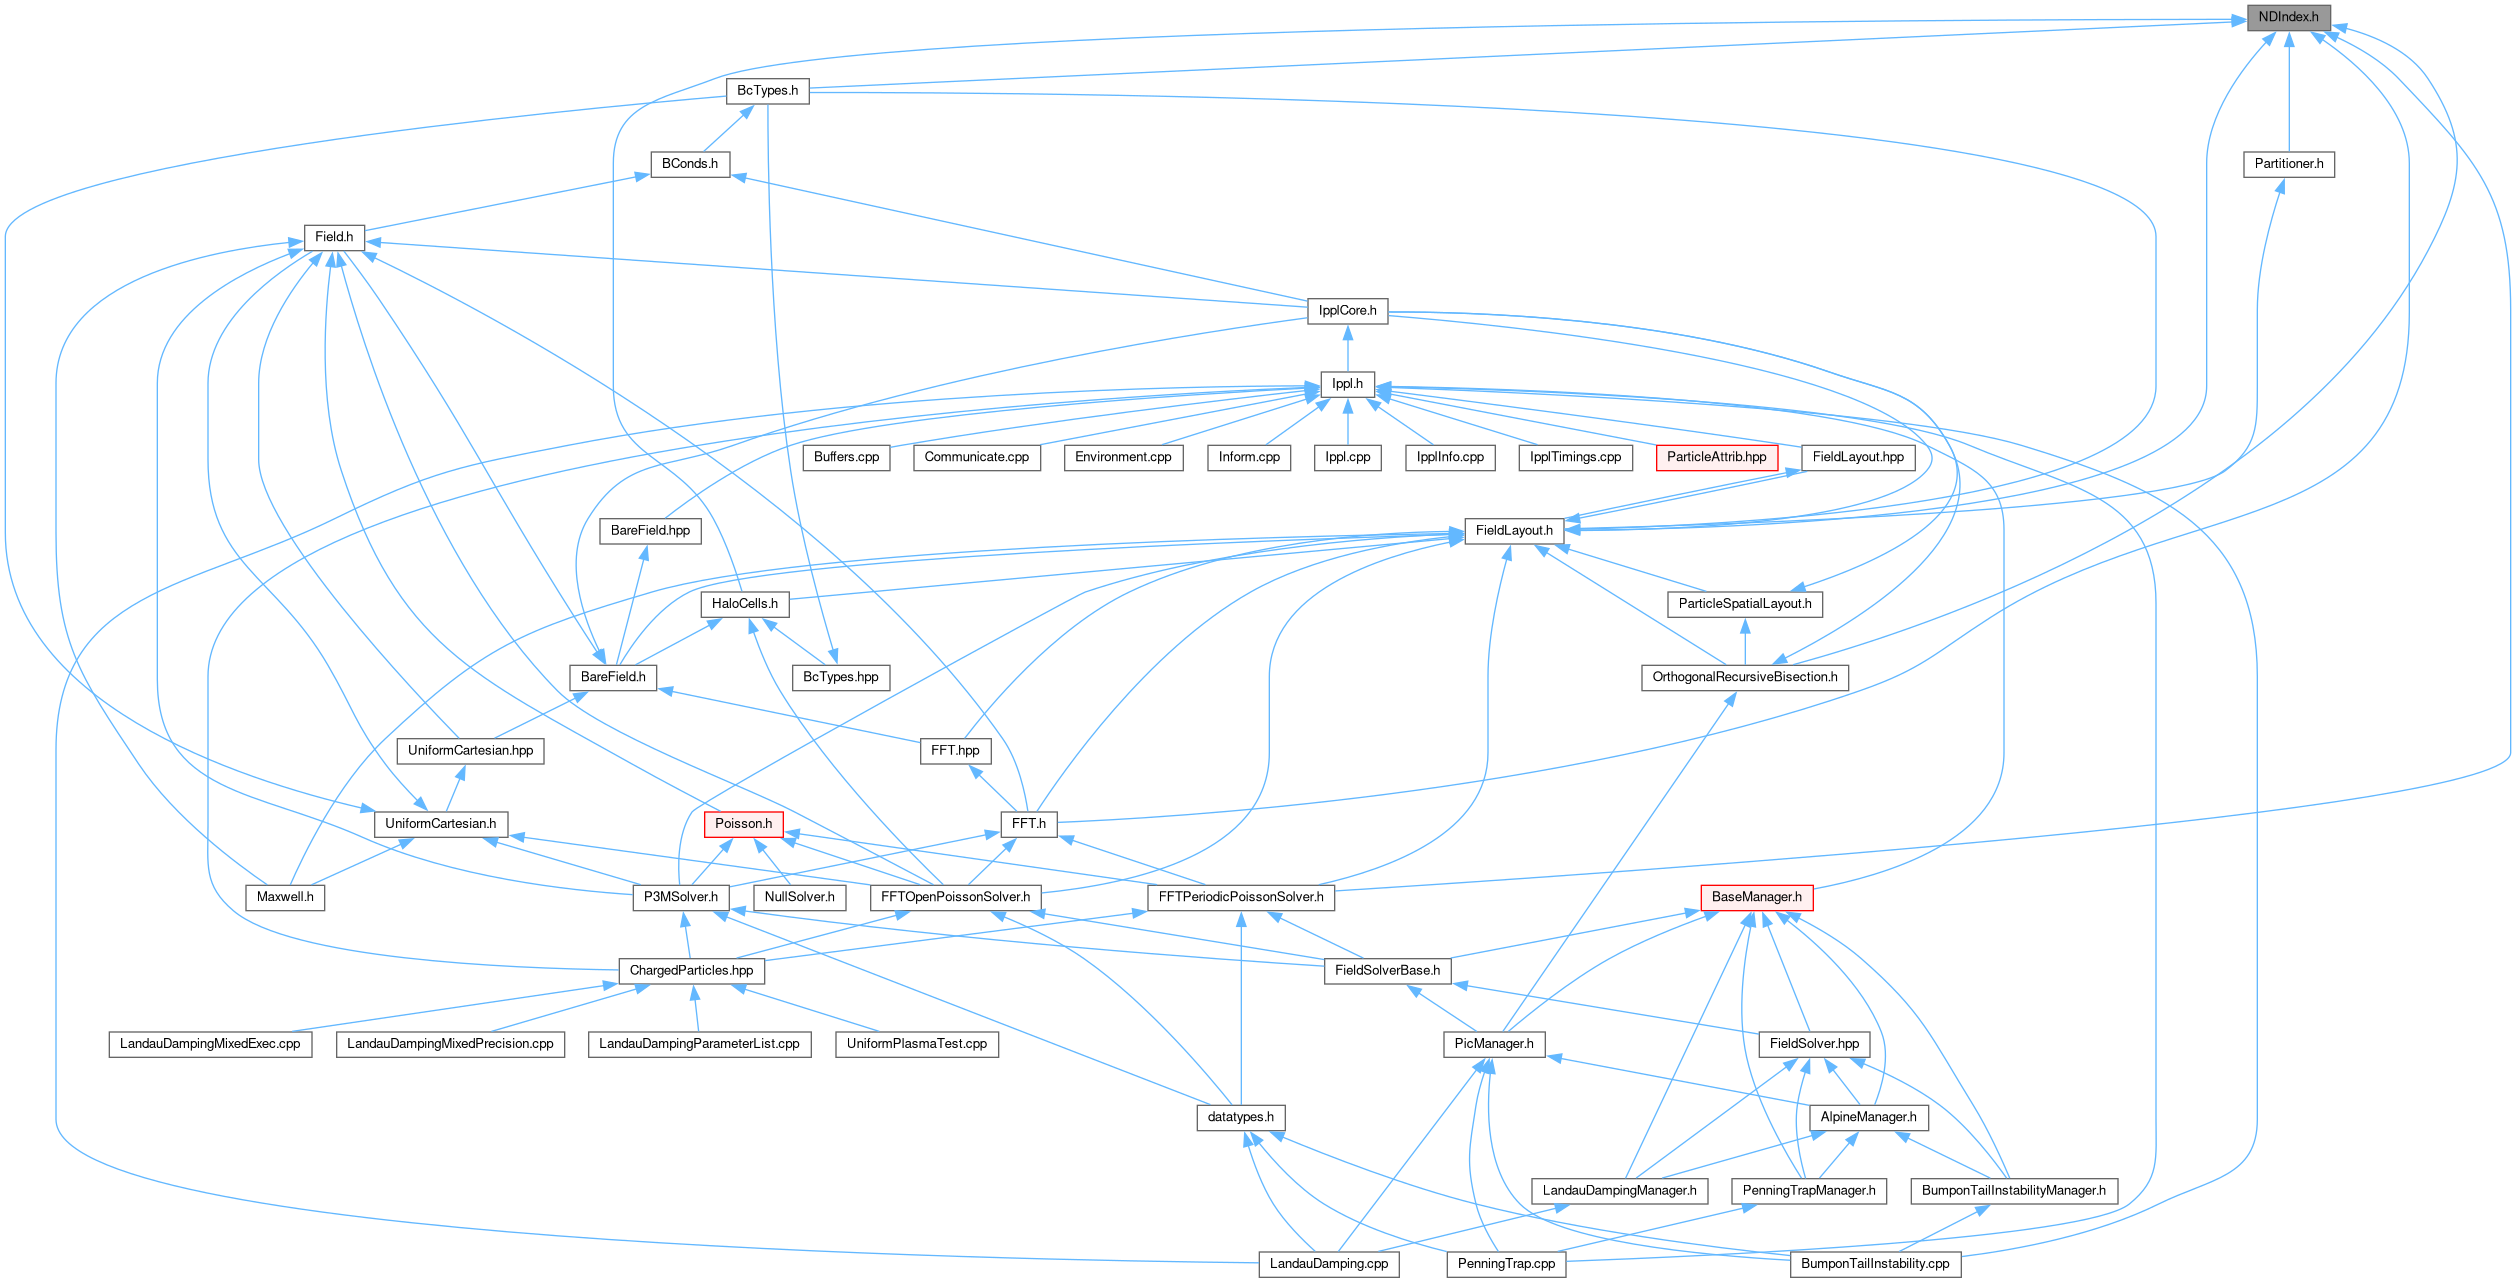 NDIndex.h
BcTypes.h
BConds.h
Partitioner.h
Field.h
IpplCore.h
Ippl.h
Buffers.cpp
Communicate.cpp
Environment.cpp
Inform.cpp
Ippl.cpp
IpplInfo.cpp
IpplTimings.cpp
ParticleAttrib.hpp
FieldLayout.hpp
BareField.hpp
FieldLayout.h
HaloCells.h
ParticleSpatialLayout.h
BareField.h
BcTypes.hpp
OrthogonalRecursiveBisection.h
UniformCartesian.hpp
FFT.hpp
UniformCartesian.h
Poisson.h
FFT.h
Maxwell.h
P3MSolver.h
NullSolver.h
FFTOpenPoissonSolver.h
FFTPeriodicPoissonSolver.h
BaseManager.h
ChargedParticles.hpp
FieldSolverBase.h
LandauDampingMixedExec.cpp
LandauDampingMixedPrecision.cpp
LandauDampingParameterList.cpp
UniformPlasmaTest.cpp
PicManager.h
FieldSolver.hpp
datatypes.h
AlpineManager.h
LandauDampingManager.h
PenningTrapManager.h
BumponTailInstabilityManager.h
LandauDamping.cpp
PenningTrap.cpp
BumponTailInstability.cpp